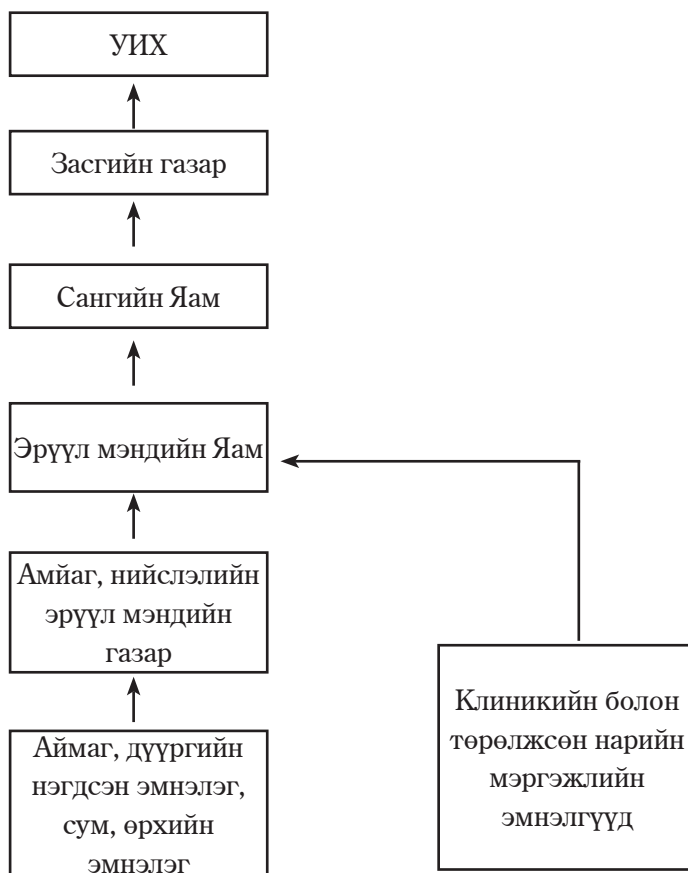 УИХ
Засгийн газар
Сангийн Яам
Эрүүл мэндийн Яам
Амйаг, нийслэлийн
эрүүл мэндийн
газар
Аймаг, дүүргийн
нэгдсэн эмнэлэг,
сум, өрхийн
эмнэлэг
Клиникийн болон
төрөлжсөн нарийн
мэргэжлийн
эмнэлгүүд